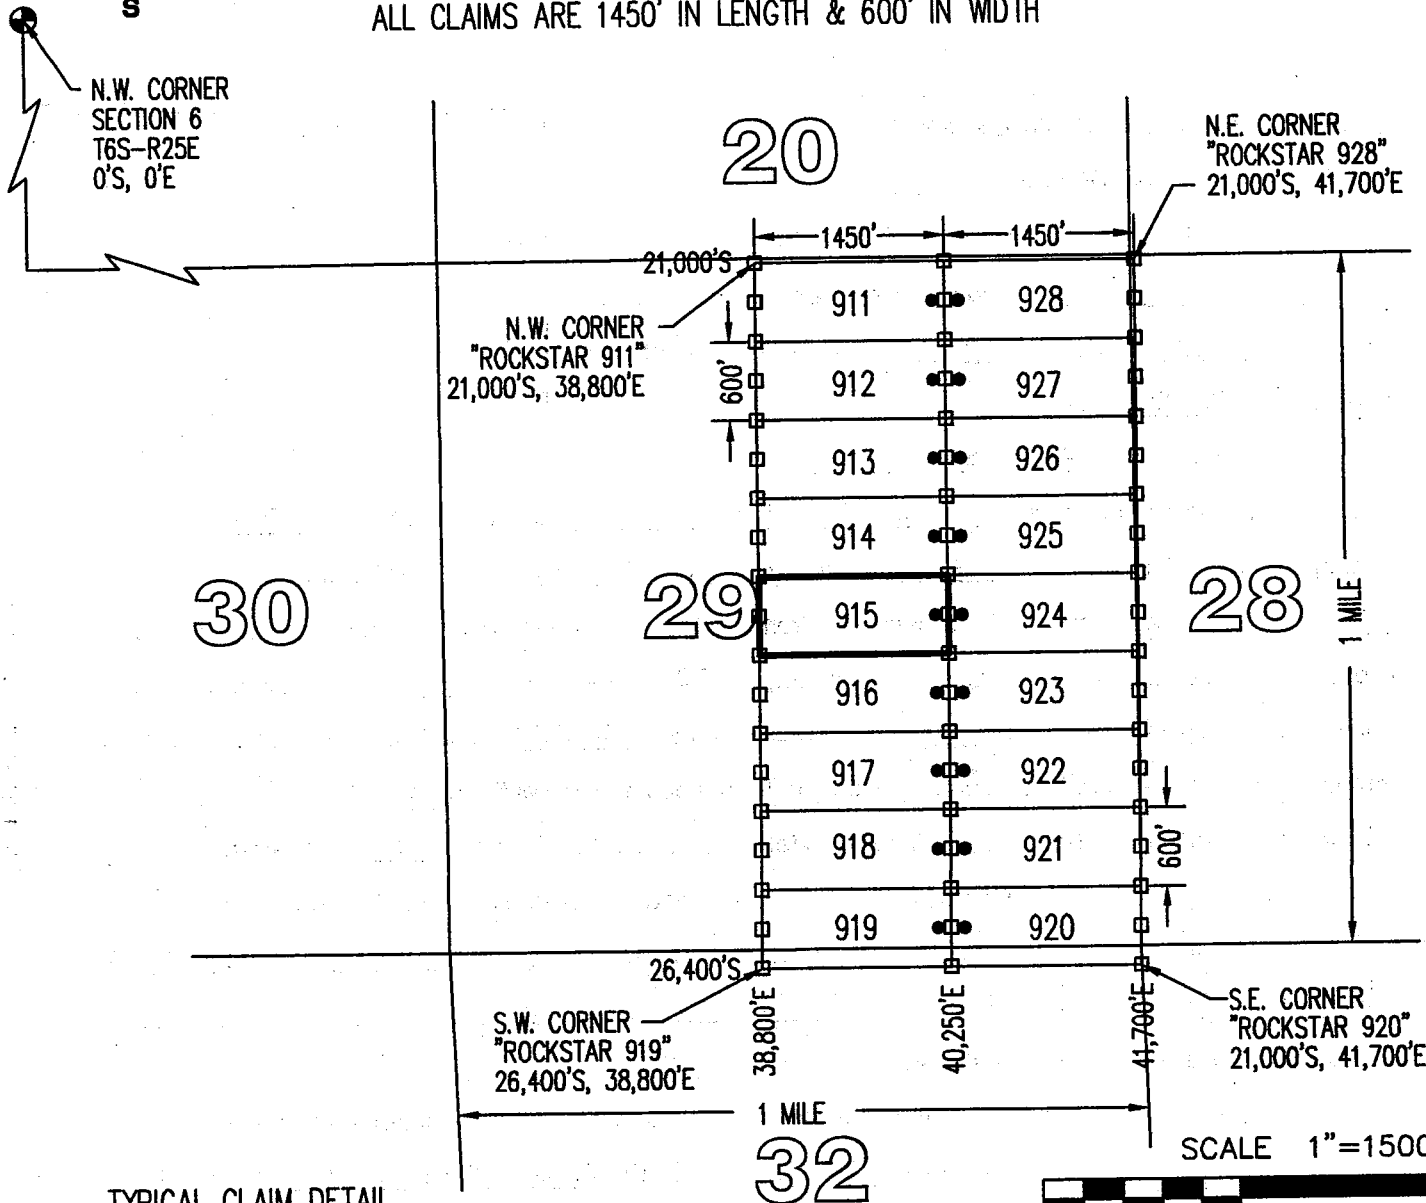 S
ALL CLAIMS ARE 1450' IN LENGTH & 600' IN WIDTH
N.W. CORNER
SECTION 6
T6S-R25E
0'S, 0'E
20
N.E. CORNER
"ROCKSTAR 928"
21,000'S, 41,700'E
1450'
1450'
21,000'S
911
928
N.W. CORNER
"ROCKSTAR 911"
21,000'S, 38,800'E
600'
912
927
913
926
914
925
30
29
915
924
28
1 MILE
916
923
917
922
918
921
600'
919
920
26,400'S
S.W. CORNER
"ROCKSTAR 919"
26,400'S, 38,800'E
38,800'E
40,250'E
41,700'E
S.E. CORNER
"ROCKSTAR 920"
21,000'S, 41,700'E
1 MILE
32
SCALE 1"=1500
TYPICAL CLAIM DETAIL